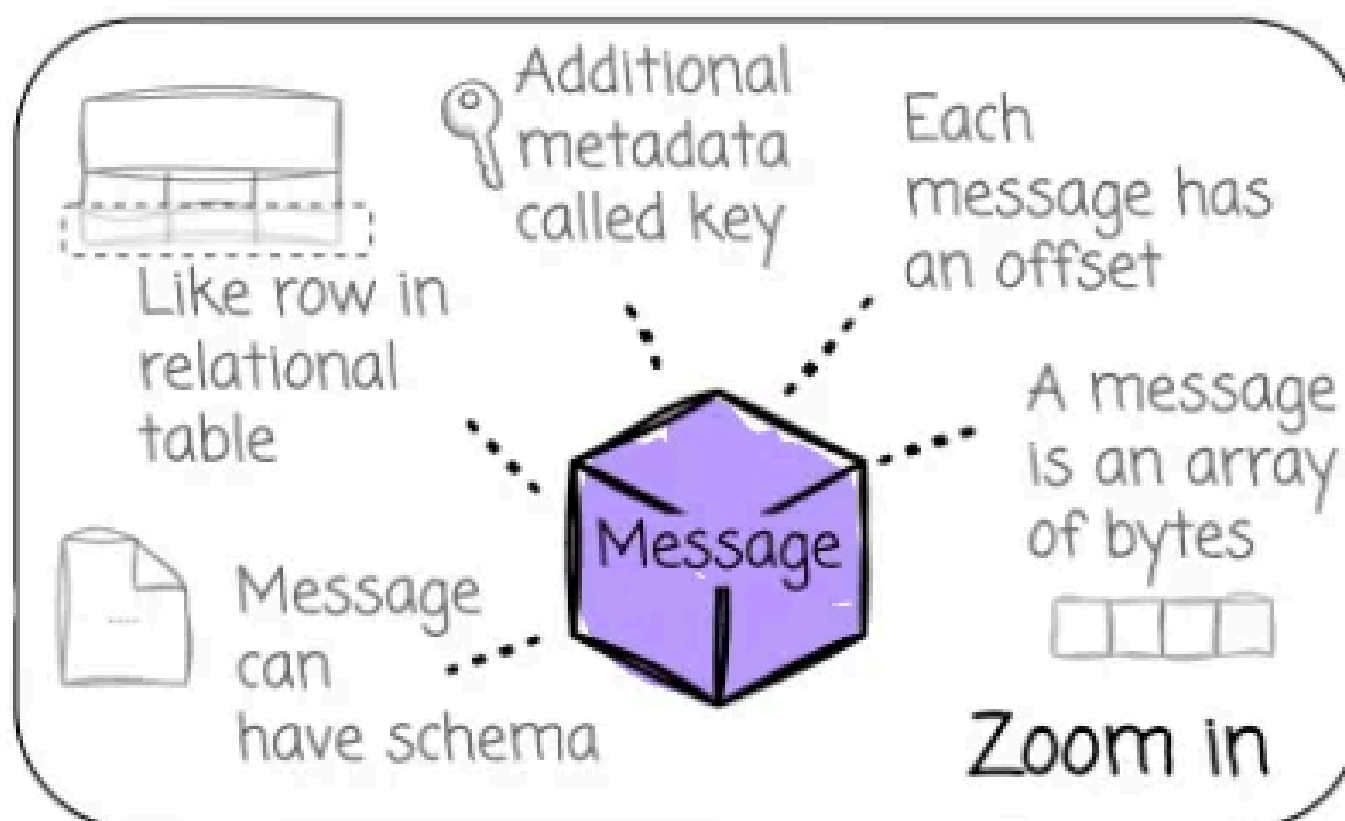 Additional
metadata
called key
Each
message has
an offset
Like row in
relational
table
A message
is an array
of bytes
Message
Message
can
have schema
Zoom in